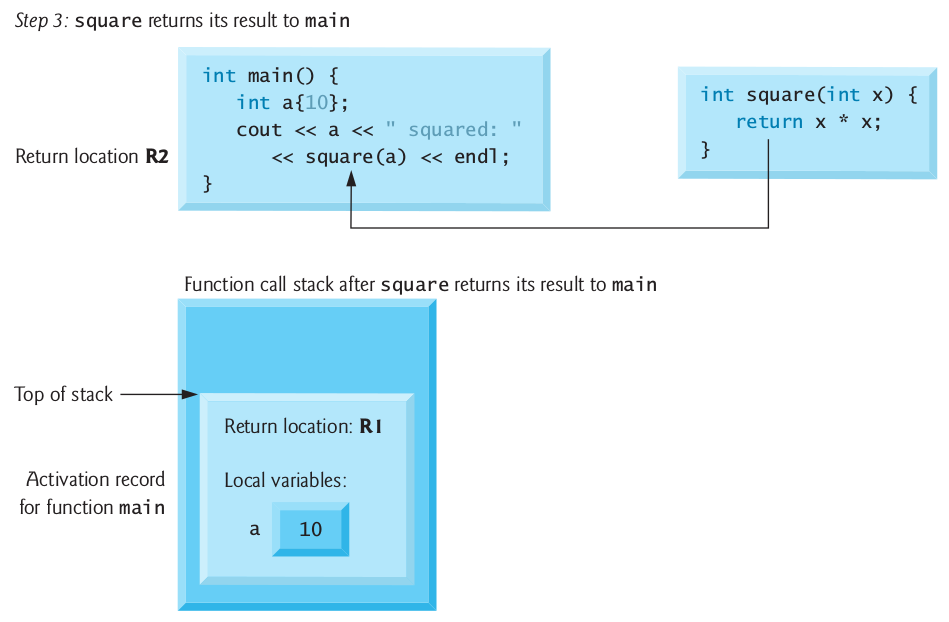 Step 3: square returns its result to main
int main() {
int a{10};
cout << a << " squared: "
<< square(a) << endl;
}
Return location R2
int square(int x) {
return x * x;
}
Function call stack after square returns its result to main
Top of stack
Return location: R1
Activation record
for function main
Local variables:
a
10